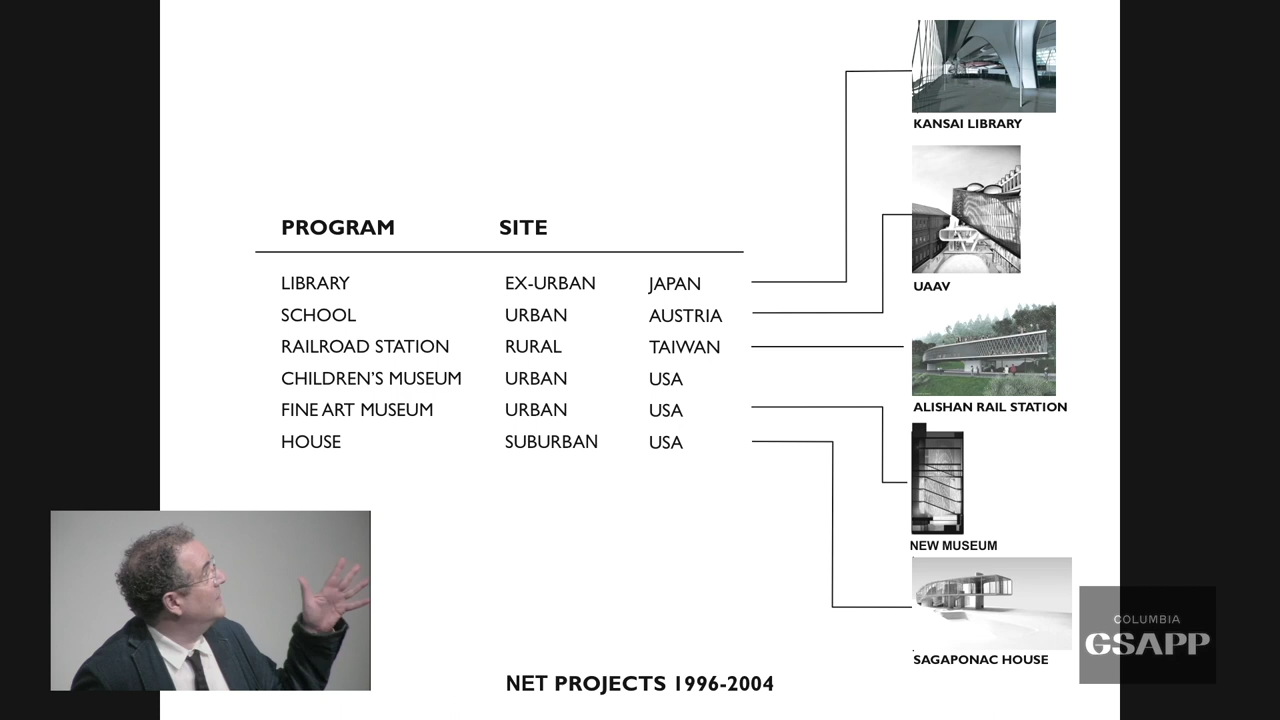 PROGRAM SITE
LIBRARY EX-URBAN JAPAN
SCHOOL URBAN AUSTRIA
RAILROAD STATION RURAL TAIWAN
CHILDREN'S MUSEUM URBAN USA
FINE ART MUSEUM URBAN USA
HOUSE SUBURBAN USA
KANSAI LIBRARY
UAAV
ALISHAN RAIL STATION
NEW MUSEUM
SAGAPONAC HOUSE
NET PROJECTS 1996-2004
COLUMBIA
GSAPP